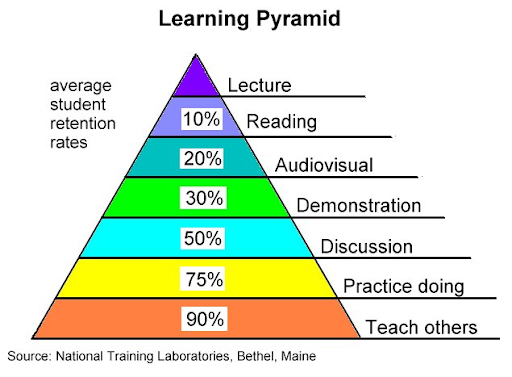 Learning Pyramid
average
student
retention
rates
Lecture
10% Reading
20% Audiovisual
30% Demonstration
50% Discussion
75% Practice doing
90% Teach others
Source: National Training Laboratories, Bethel, Maine